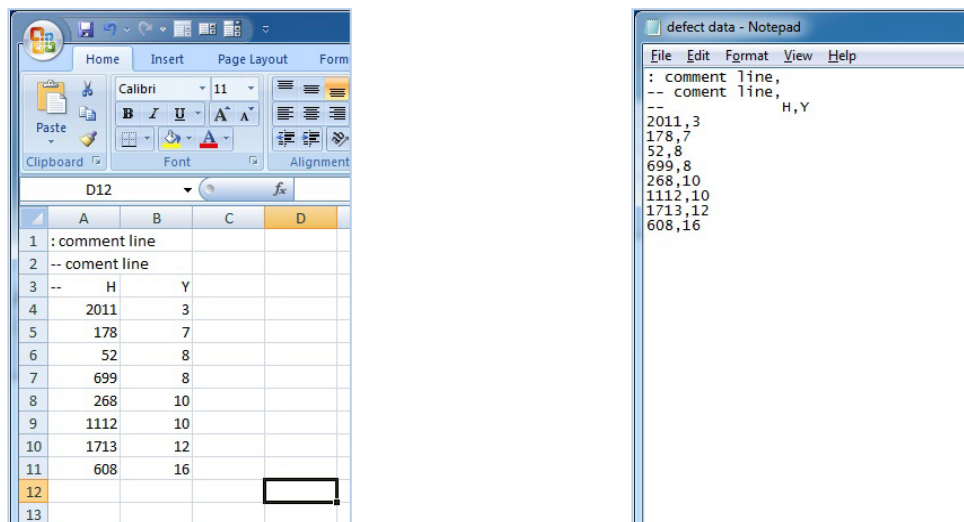 Home Insert Page Layout Form
Calibri 11
B I U A A
Paste A
Clipboard Font Alignment
D12 fx
A B C D
1 : comment line
2 -- coment line
3 -- H Y
4 2011 3
5 178 7
6 52 8
7 699 8
8 268 10
9 1112 10
10 1713 12
11 608 16
12
13
defect data - Notepad
File Edit Format View Help
: comment line,
-- coment line,
-- H,Y
2011,3
178,7
52,8
699,8
268,10
1112,10
1713,12
608,16